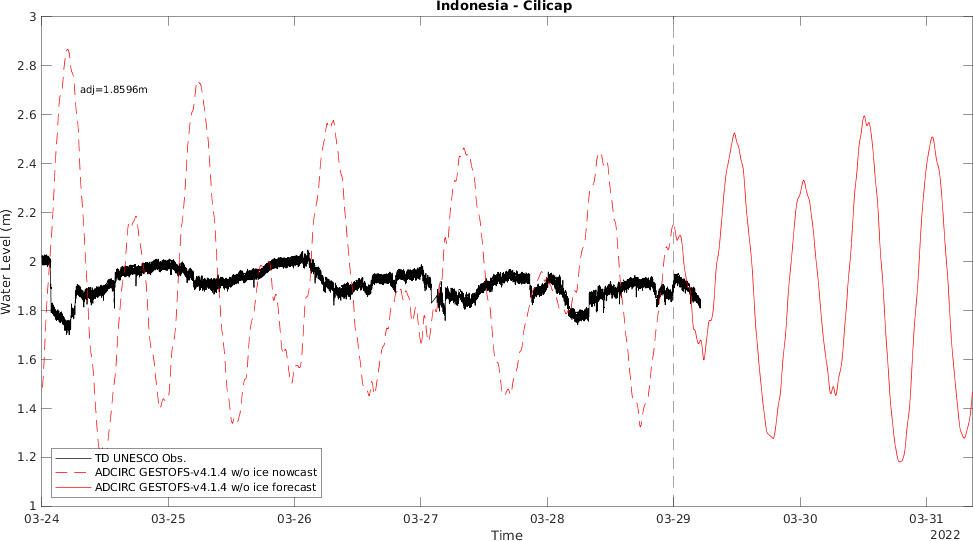 Indonesia - Cilicap
3
2.8
adj=1.8596m
2.6
2.4
2.2
2
1.8
1.6
1.4
1.2
1
Water Level (m)
TD UNESCO Obs.
ADCIRC GESTOFS-v4.1.4 w/o ice nowcast
ADCIRC GESTOFS-v4.1.4 w/o ice forecast
03-24 03-25 03-26 03-27 03-28 03-29 03-30 03-31
Time
2022